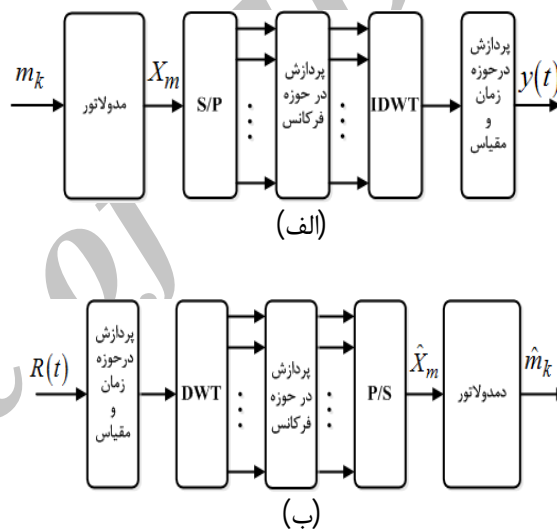 m_k
مدولاتور
X_m
S/P
پردازش
در حوزه
فرکانس
IDWT
پردازش
درحوزه
زمان
و
مقیاس
y(t)
(الف)
R(t)
پردازش
درحوزه
زمان
و
مقیاس
DWT
پردازش
در حوزه
فرکانس
P/S
X̂_m
دمدولاتور
m̂_k
(ب)